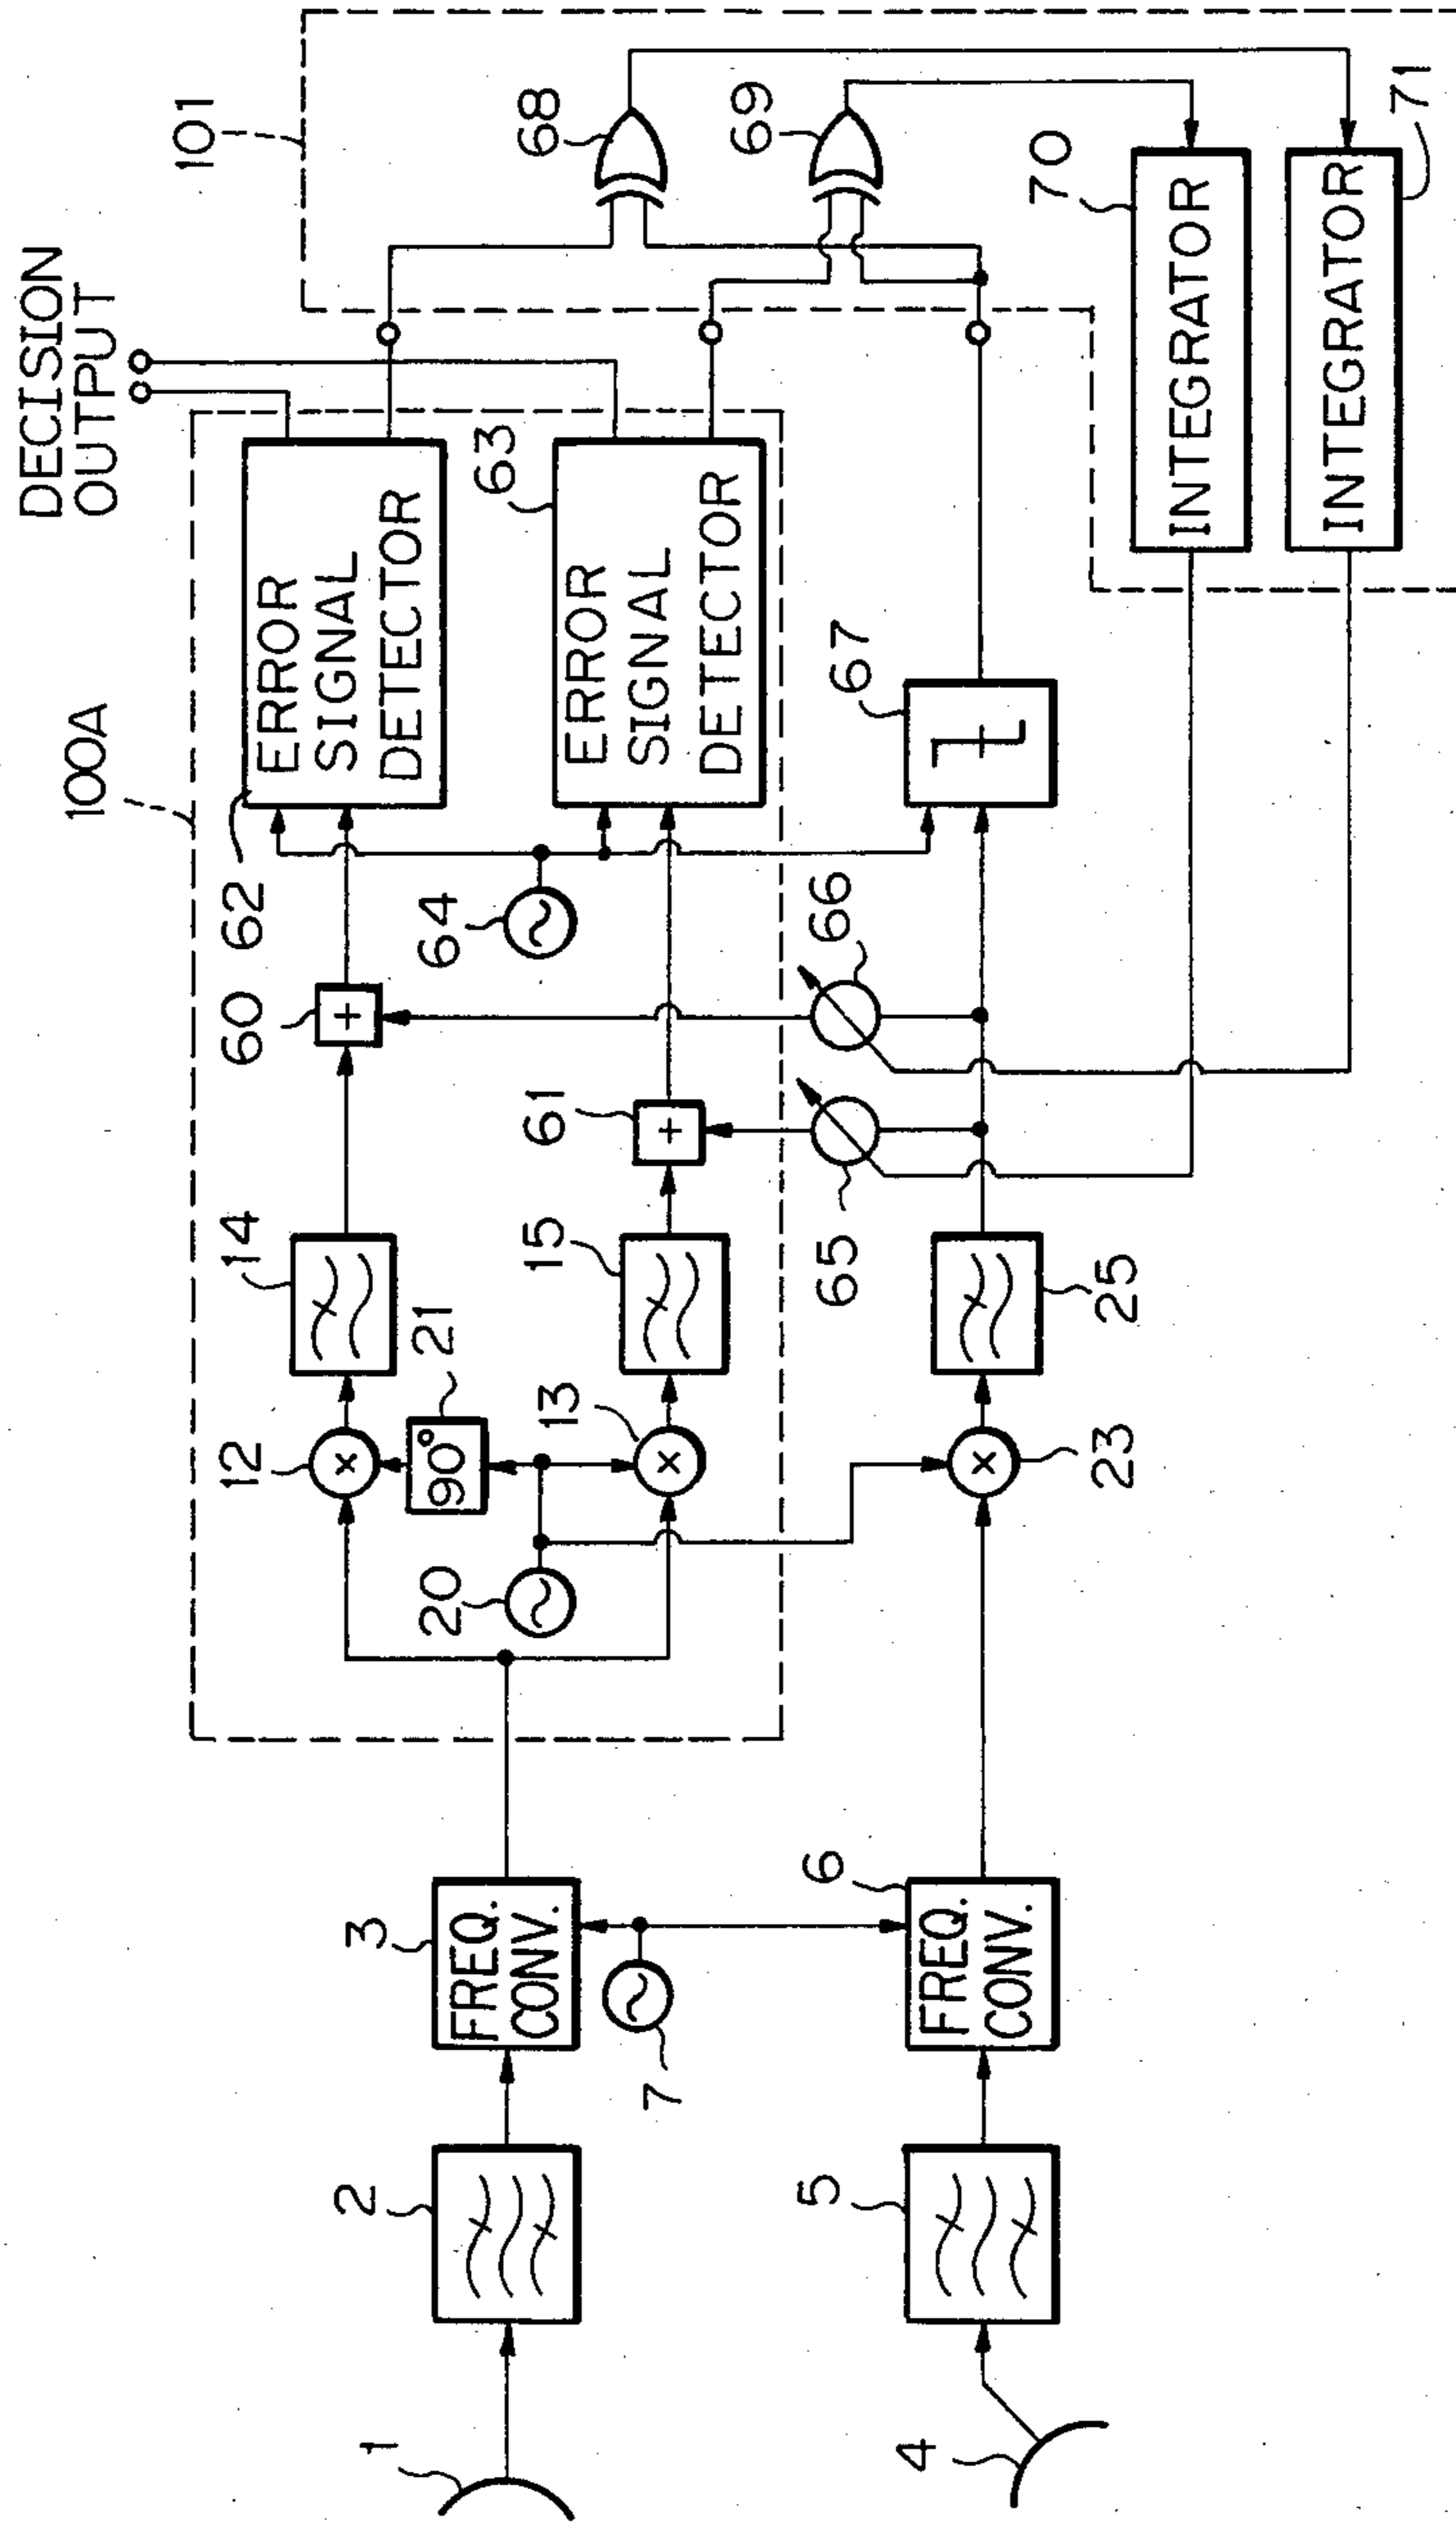 DECISION
OUTPUT
101
100A
62
ERROR
SIGNAL
DETECTOR
63
ERROR
SIGNAL
DETECTOR
68
69
60
64
14
12
21
90°
20
13
15
61
66
65
67
70
INTEGRATOR
71
INTEGRATOR
1
2
3
FREQ.
CONV.
7
4
5
6
FREQ.
CONV.
23
25